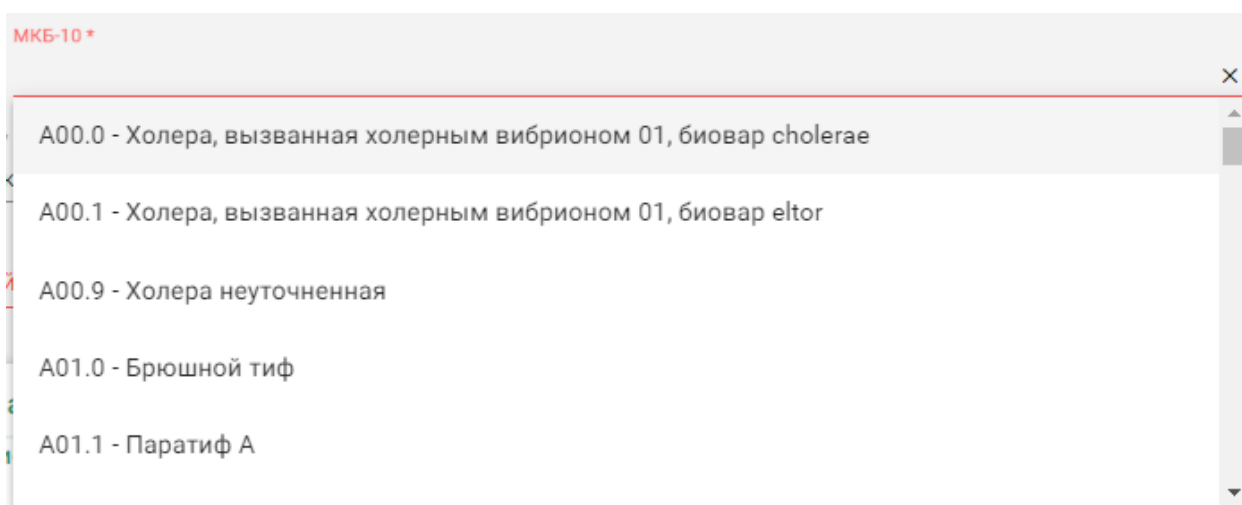 МКБ-10 *
A00.0 - Холера, вызванная холерным вибрионом 01, биовар cholerae
A00.1 - Холера, вызванная холерным вибрионом 01, биовар eltor
A00.9 - Холера неуточненная
A01.0 - Брюшной тиф
A01.1 - Паратиф A